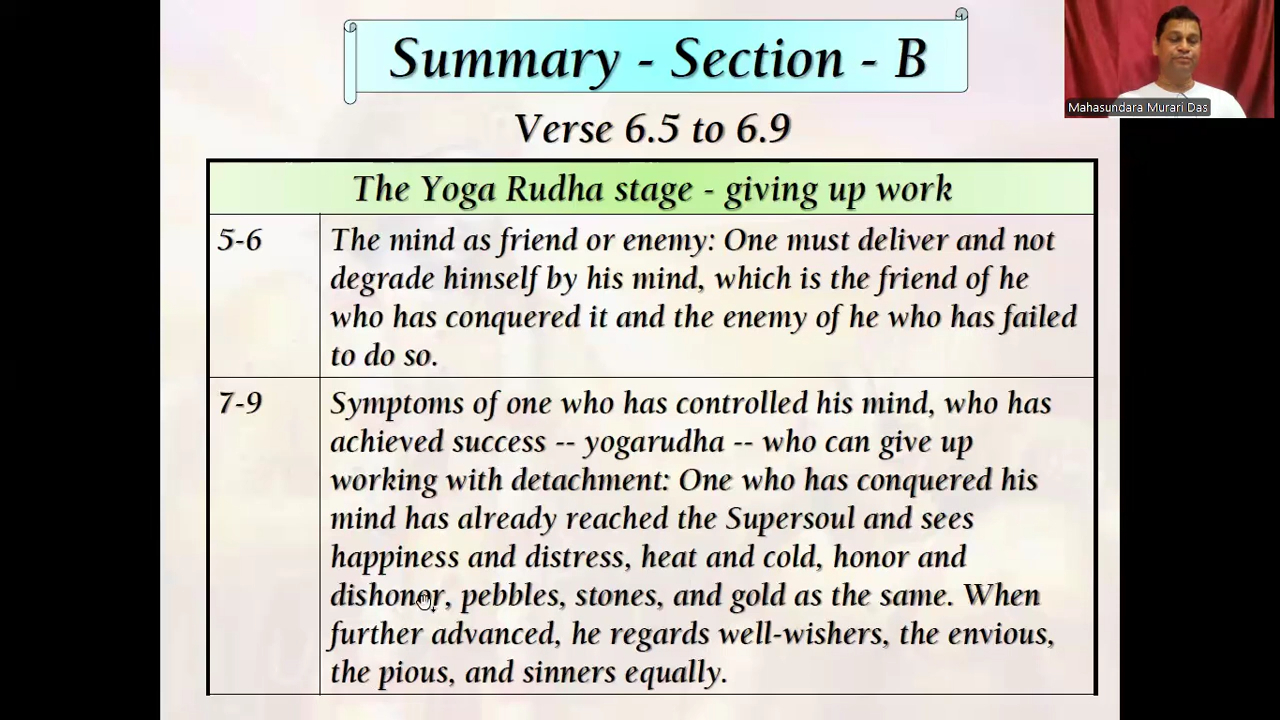 Summary - Section - B
Mahasundara Murari Das
Verse 6.5 to 6.9
The Yoga Rudha stage - giving up work
5-6
The mind as friend or enemy: One must deliver and not
degrade himself by his mind, which is the friend of he
who has conquered it and the enemy of he who has failed
to do so.
7-9
Symptoms of one who has controlled his mind, who has
achieved success -- yogarudha -- who can give up
working with detachment: One who has conquered his
mind has already reached the Supersoul and sees
happiness and distress, heat and cold, honor and
dishonor, pebbles, stones, and gold as the same. When
further advanced, he regards well-wishers, the envious,
the pious, and sinners equally.